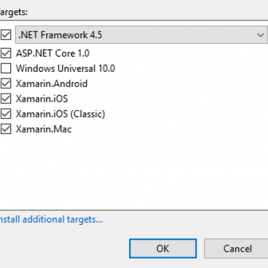 Targets:
.NET Framework 4.5
ASP.NET Core 1.0
Windows Universal 10.0
Xamarin.Android
Xamarin.iOS
Xamarin.iOS (Classic)
Xamarin.Mac
nstall additional targets...
OK Cancel